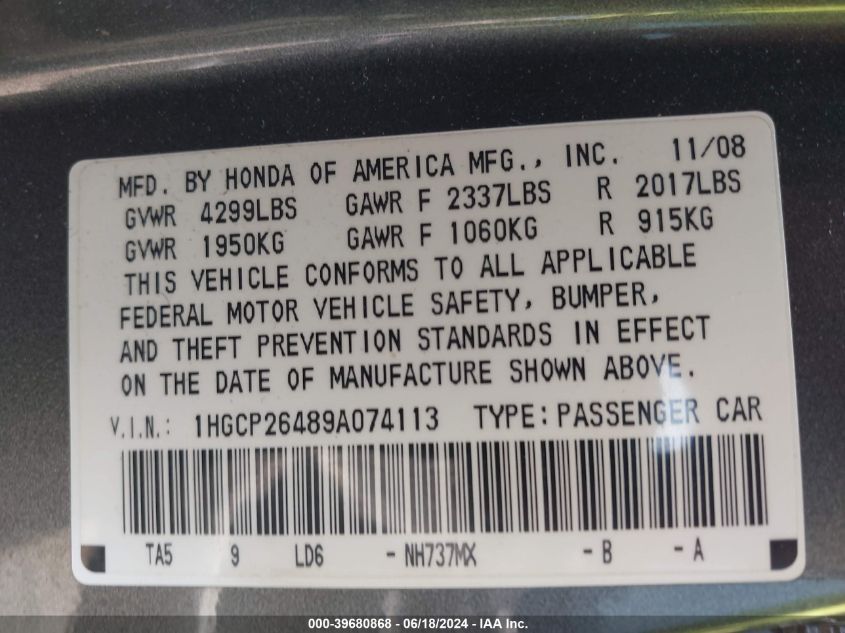 MFD. BY HONDA OF AMERICA MFG., INC. 11/08
GVWR 4299LBS GAWR F 2337LBS R 2017LBS
GVWR 1950KG GAWR F 1060KG R 915KG
THIS VEHICLE CONFORMS TO ALL APPLICABLE
FEDERAL MOTOR VEHICLE SAFETY, BUMPER,
AND THEFT PREVENTION STANDARDS IN EFFECT
ON THE DATE OF MANUFACTURE SHOWN ABOVE.
V.I.N.: 1HGCP26489A074113 TYPE:PASSENGER CAR
TA5 9 LD6 -NH737MX -B -A
000-39680868 - 06/18/2024 - IAA Inc.